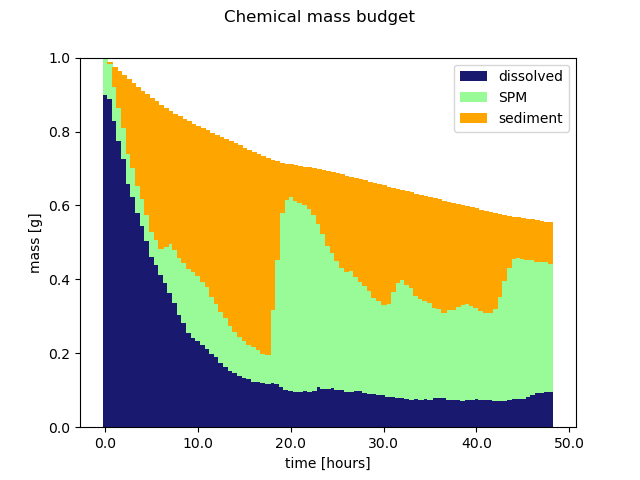 Chemical mass budget
1.0
0.8
0.6
0.4
0.2
0.0
mass [g]
dissolved
SPM
sediment
0.0 10.0 20.0 30.0 40.0 50.0
time [hours]